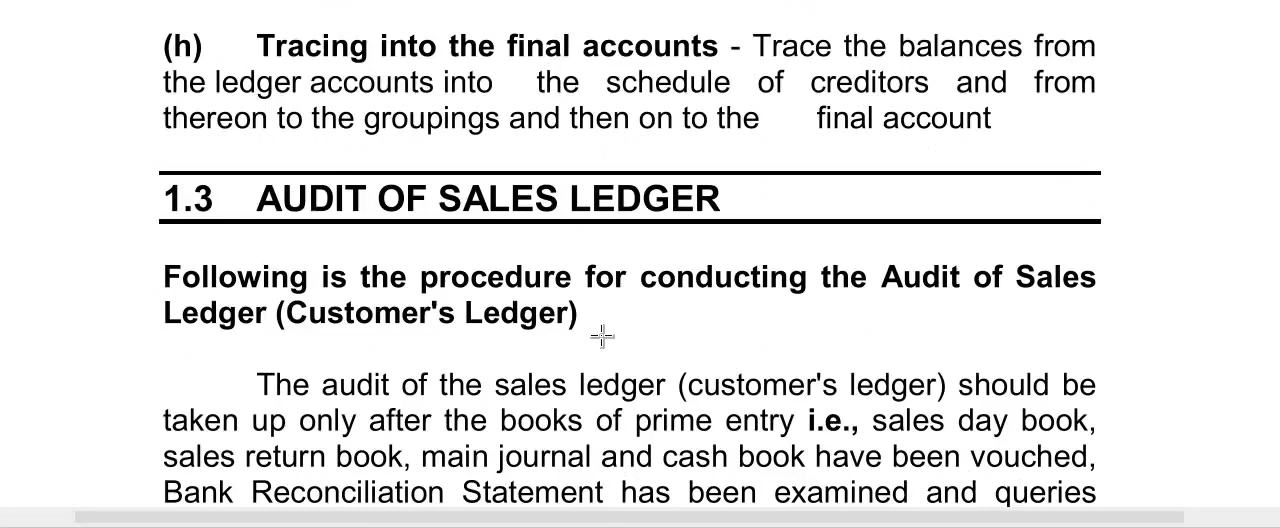 (h) Tracing into the final accounts - Trace the balances from
the ledger accounts into the schedule of creditors and from
thereon to the groupings and then on to the final account
1.3 AUDIT OF SALES LEDGER
Following is the procedure for conducting the Audit of Sales
Ledger (Customer's Ledger)
The audit of the sales ledger (customer's ledger) should be
taken up only after the books of prime entry i.e., sales day book,
sales return book, main journal and cash book have been vouched,
Bank Reconciliation Statement has been examined and queries